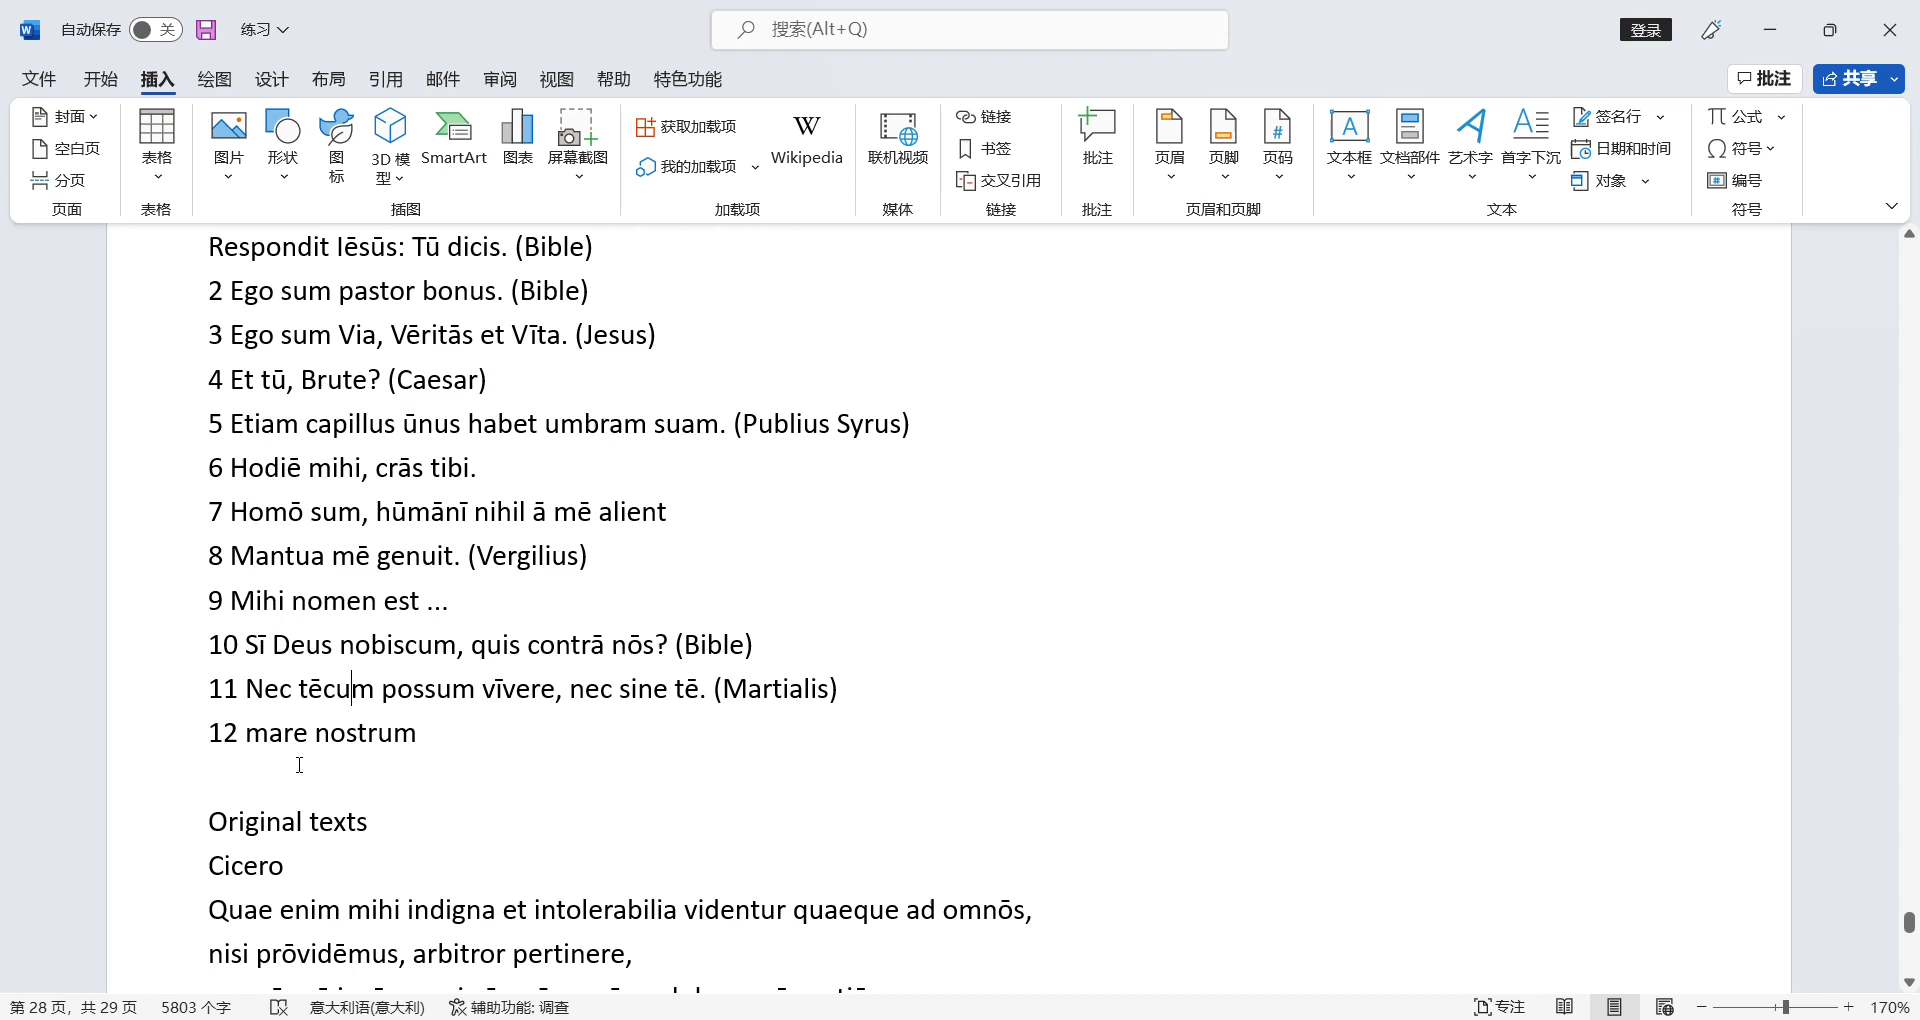 自动保存 关 练习 搜索(Alt+Q) 登录
文件 开始 插入 绘图 设计 布局 引用 邮件 审阅 视图 帮助 特色功能 批注 共享
封面 空白页 分页 页面
表格 表格
图片 形状 图标 3D 模型 SmartArt 图表 屏幕截图 插图
获取加载项 我的加载项 W Wikipedia 加载项
联机视频 媒体
链接 书签 交叉引用 链接
批注 批注
页眉 页脚 页码 页眉和页脚
文本框 文档部件 艺术字 首字下沉 签名行 日期和时间 对象 文本
公式 符号 编号 符号
Respondit Iēsūs: Tū dicis. (Bible)
2 Ego sum pastor bonus. (Bible)
3 Ego sum Via, Vēritās et Vīta. (Jesus)
4 Et tū, Brute? (Caesar)
5 Etiam capillus ūnus habet umbram suam. (Publius Syrus)
6 Hodiē mihi, crās tibi.
7 Homō sum, hūmānī nihil ā mē alient
8 Mantua mē genuit. (Vergilius)
9 Mihi nomen est ...
10 Sī Deus nobiscum, quis contrā nōs? (Bible)
11 Nec tēcum possum vīvere, nec sine tē. (Martialis)
12 mare nostrum
Original texts
Cicero
Quae enim mihi indigna et intolerabilia videntur quaeque ad omnōs,
nisi prōvidēmus, arbitror pertinere,
第 28 页, 共 29 页 5803 个字 意大利语(意大利) 辅助功能: 调查 专注 170%